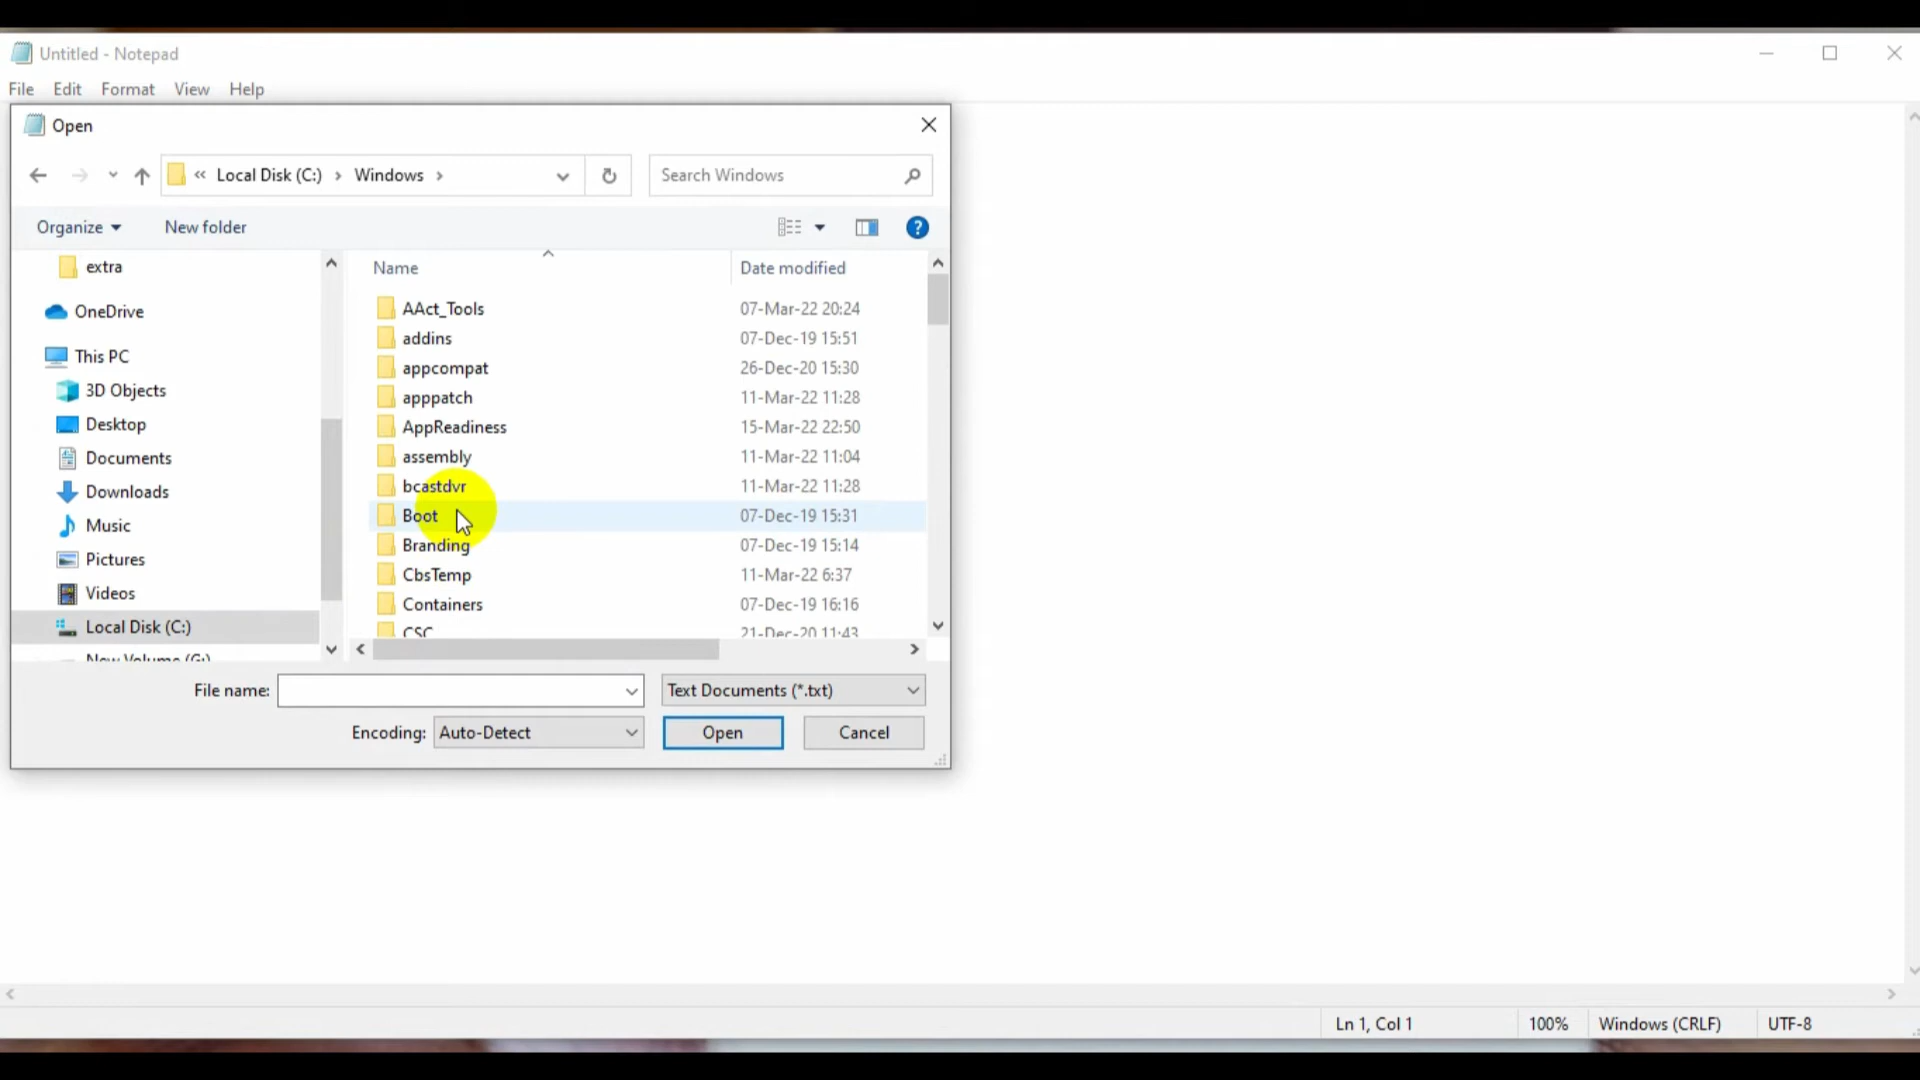 Untitled - Notepad
File Edit Format View Help
Open
« Local Disk (C:) › Windows ›
Search Windows
Organize New folder
?
extra
OneDrive
This PC
3D Objects
Desktop
Documents
Downloads
Music
Pictures
Videos
Local Disk (C:)
New Volume (G:)
Name Date modified
AAct_Tools 07-Mar-22 20:24
addins 07-Dec-19 15:51
appcompat 26-Dec-20 15:30
apppatch 11-Mar-22 11:28
AppReadiness 15-Mar-22 22:50
assembly 11-Mar-22 11:04
bcastdvr 11-Mar-22 11:28
Boot 07-Dec-19 15:31
Branding 07-Dec-19 15:14
CbsTemp 11-Mar-22 6:37
Containers 07-Dec-19 16:16
CSC 21-Dec-20 11:43
File name: Text Documents (*.txt)
Encoding: Auto-Detect Open Cancel
Ln 1, Col 1 100% Windows (CRLF) UTF-8